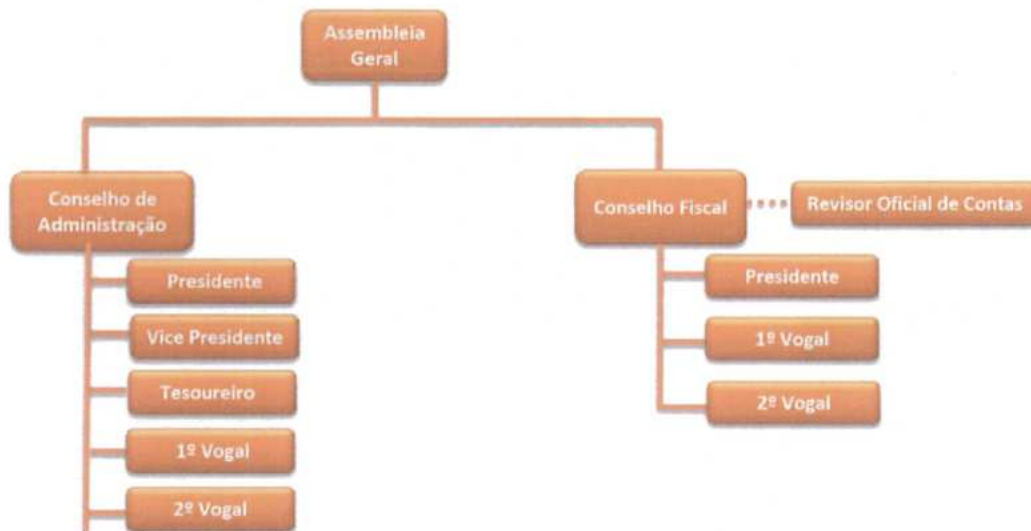 Assembleia
Geral
Conselho de
Administração
Presidente
Vice Presidente
Tesoureiro
1º Vogal
2º Vogal
Conselho Fiscal
Revisor Oficial de Contas
Presidente
1º Vogal
2º Vogal